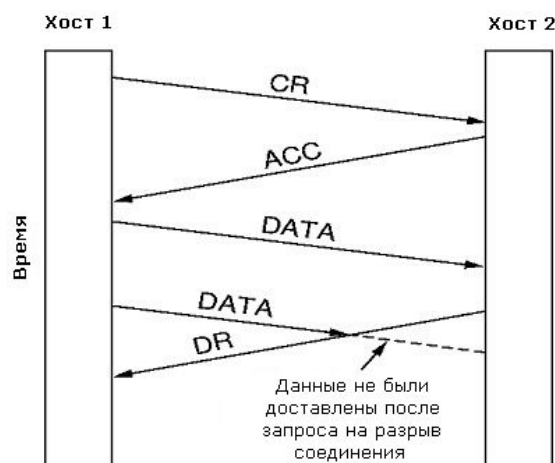 Хост 1
Хост 2
CR
ACC
DATA
Время
DATA
DR
Данные не были
доставлены после
запроса на разрыв
соединения